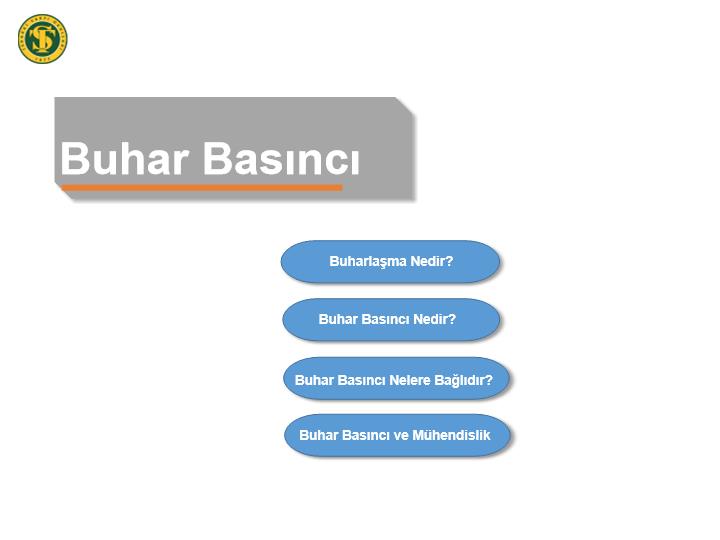 Buhar Basıncı
Buharlaşma Nedir?
Buhar Basıncı Nedir?
Buhar Basıncı Nelere Bağlıdır?
Buhar Basıncı ve Mühendislik